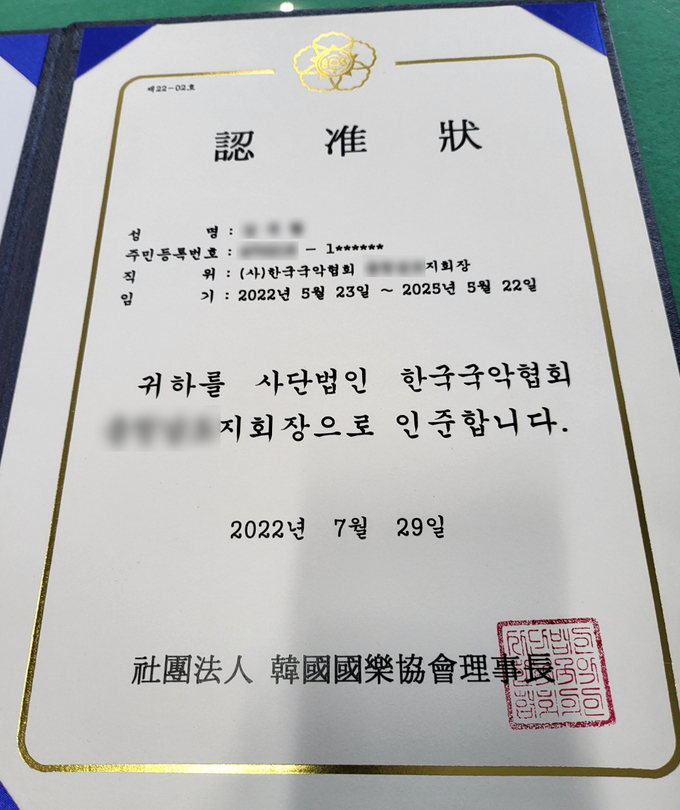 제22-02호
認 准 狀
성 명 :
주민등록번호 : - 1******
직 위 : (사)한국국악협회 지회장
임 기 : 2022년 5월 23일 ~ 2025년 5월 22일
귀하를 사단법인 한국국악협회
지회장으로 인준합니다.
2022년 7월 29일
社團法人 韓國國樂協會理事長